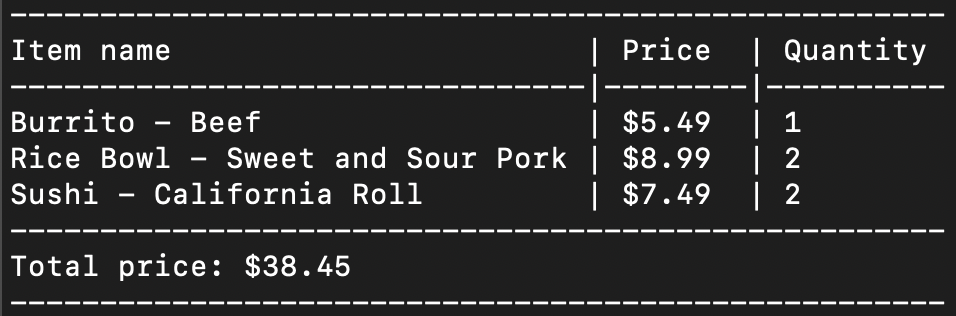 ----------------------------------------------------
Item name                       | Price  | Quantity
--------------------------------|--------|----------
Burrito - Beef                  | $5.49  | 1
Rice Bowl - Sweet and Sour Pork | $8.99  | 2
Sushi - California Roll         | $7.49  | 2
----------------------------------------------------
Total price: $38.45
----------------------------------------------------